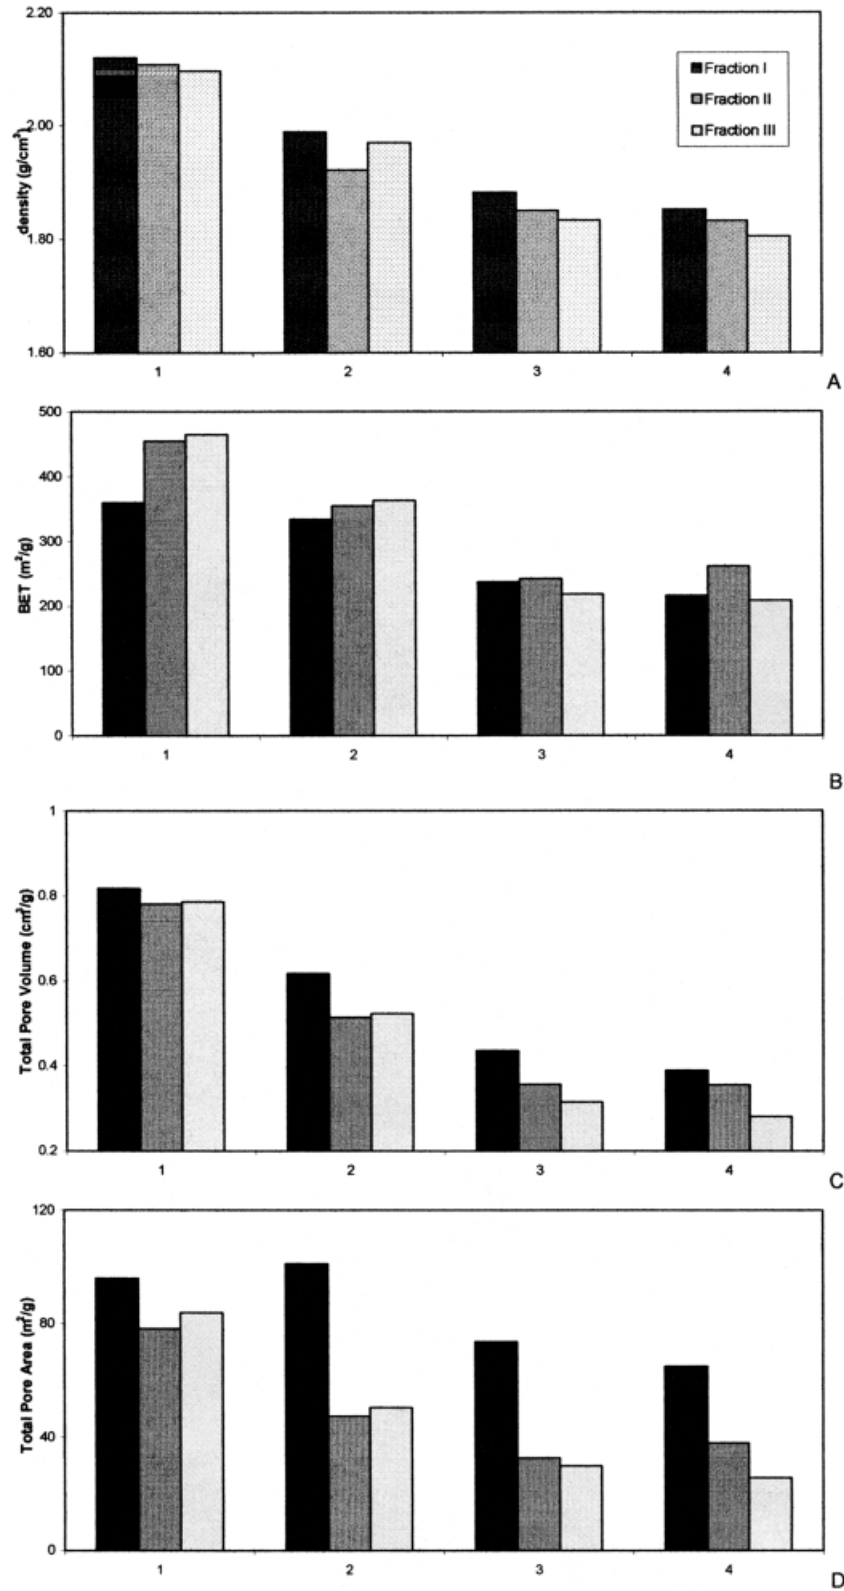 2.20
2.00
1.80
1.60
density (g/cm³)
Fraction I
Fraction II
Fraction III
1 2 3 4
A
500
400
300
200
100
0
BET (m²/g)
1 2 3 4
B
1
0.8
0.6
0.4
0.2
Total Pore Volume (cm³/g)
1 2 3 4
C
120
80
40
0
Total Pore Area (m²/g)
1 2 3 4
D